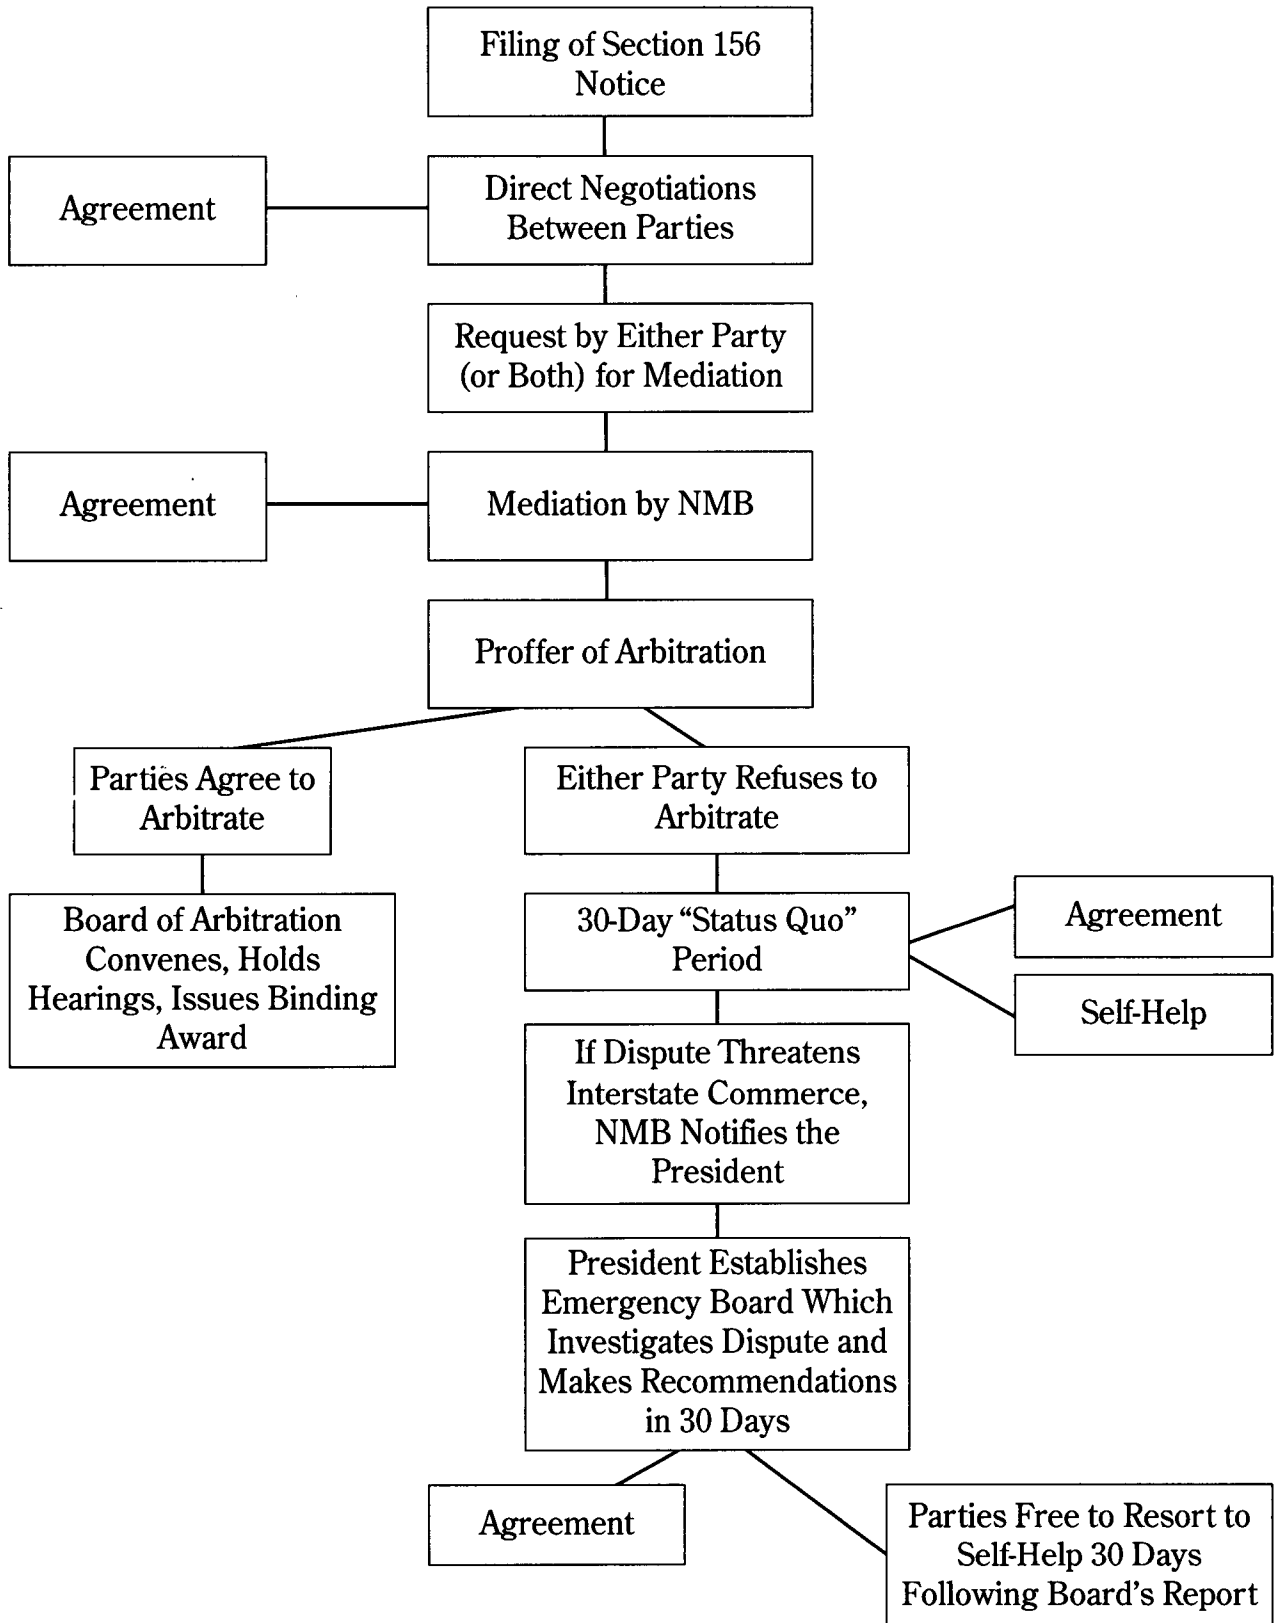 Filing of Section 156
Notice
Agreement
Direct Negotiations
Between Parties
Request by Either Party
(or Both) for Mediation
Agreement
Mediation by NMB
Proffer of Arbitration
Parties Agree to
Arbitrate
Either Party Refuses to
Arbitrate
Board of Arbitration
Convenes, Holds
Hearings, Issues Binding
Award
30-Day “Status Quo”
Period
Agreement
Self-Help
If Dispute Threatens
Interstate Commerce,
NMB Notifies the
President
President Establishes
Emergency Board Which
Investigates Dispute and
Makes Recommendations
in 30 Days
Agreement
Parties Free to Resort to
Self-Help 30 Days
Following Board’s Report